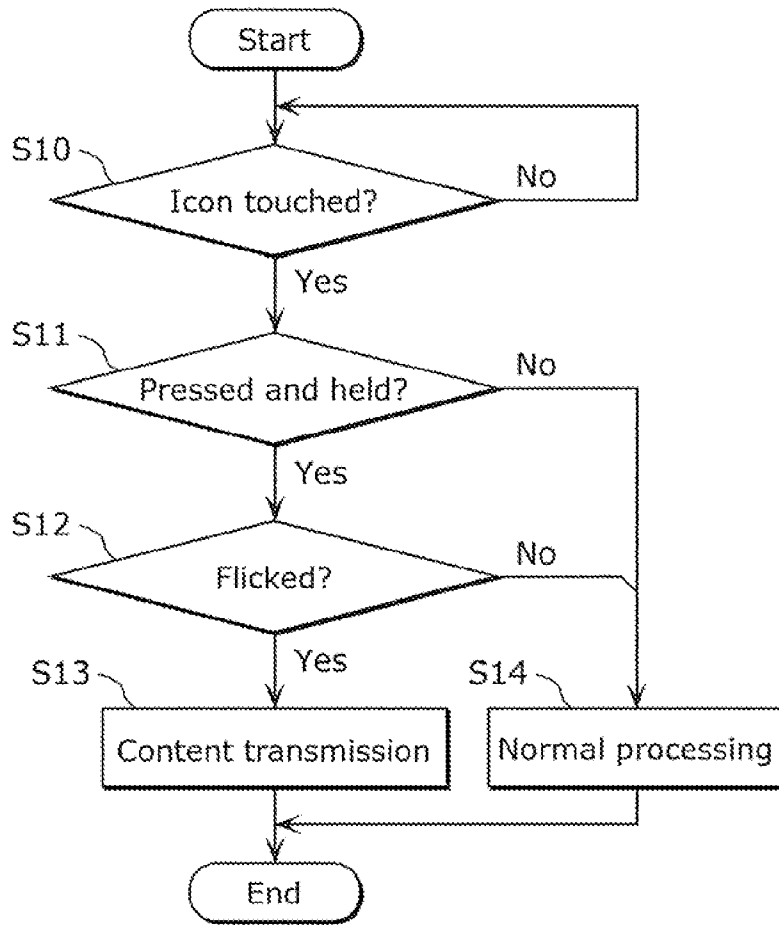 Start
S10
Icon touched?
No
Yes
S11
Pressed and held?
No
Yes
S12
Flicked?
No
Yes
S13
Content transmission
S14
Normal processing
End